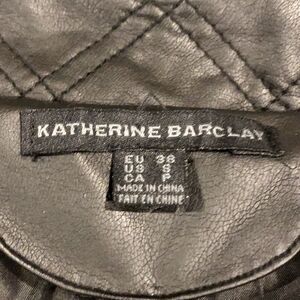 KATHERINE BARCLAY
EU 38
US S
CA P
MADE IN CHINA
FAIT EN CHINE